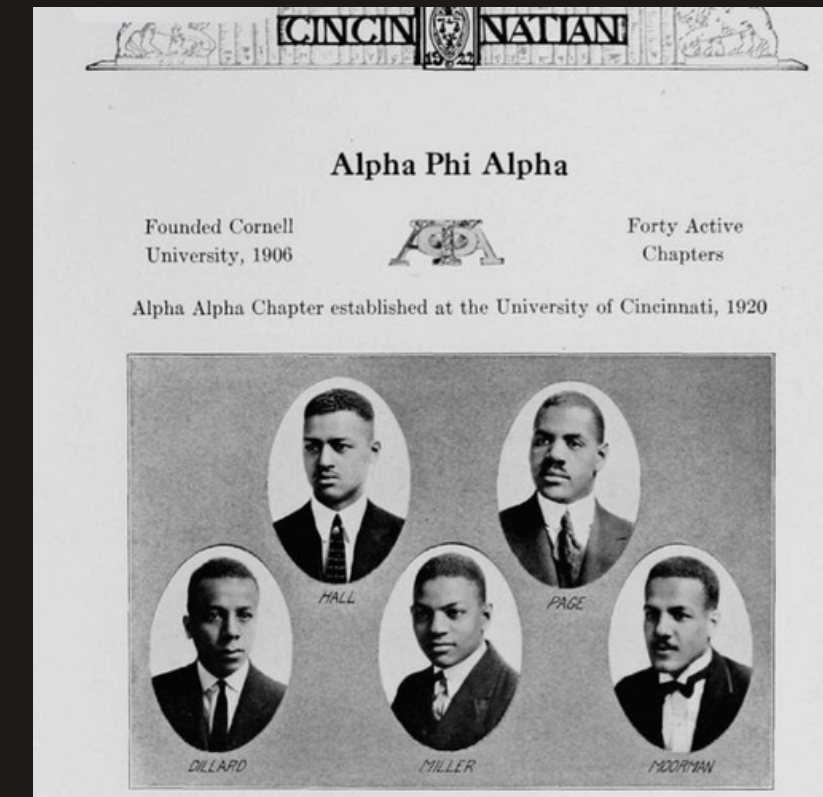 CINCINNATIAN
1922
Alpha Phi Alpha
Founded Cornell
University, 1906
ΑΦΑ
Forty Active
Chapters
Alpha Alpha Chapter established at the University of Cincinnati, 1920
HALL
PAGE
DILLARD
MILLER
MOORMAN